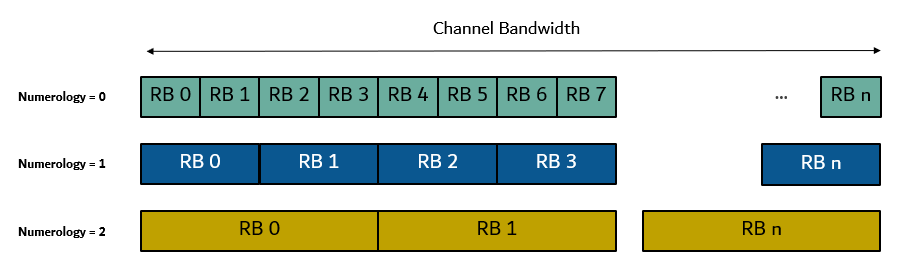 Channel Bandwidth
Numerology = 0 RB 0 RB 1 RB 2 RB 3 RB 4 RB 5 RB 6 RB 7 ... RB n
Numerology = 1 RB 0 RB 1 RB 2 RB 3 RB n
Numerology = 2 RB 0 RB 1 RB n